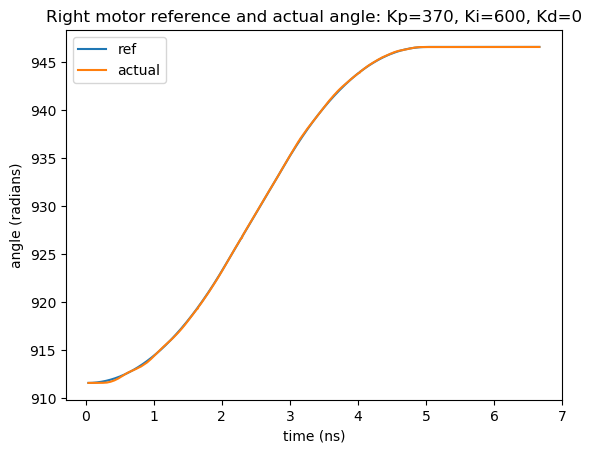 Right motor reference and actual angle: Kp=370, Ki=600, Kd=0
ref
actual
angle (radians)
945
940
935
930
925
920
915
910
0 1 2 3 4 5 6 7
time (ns)